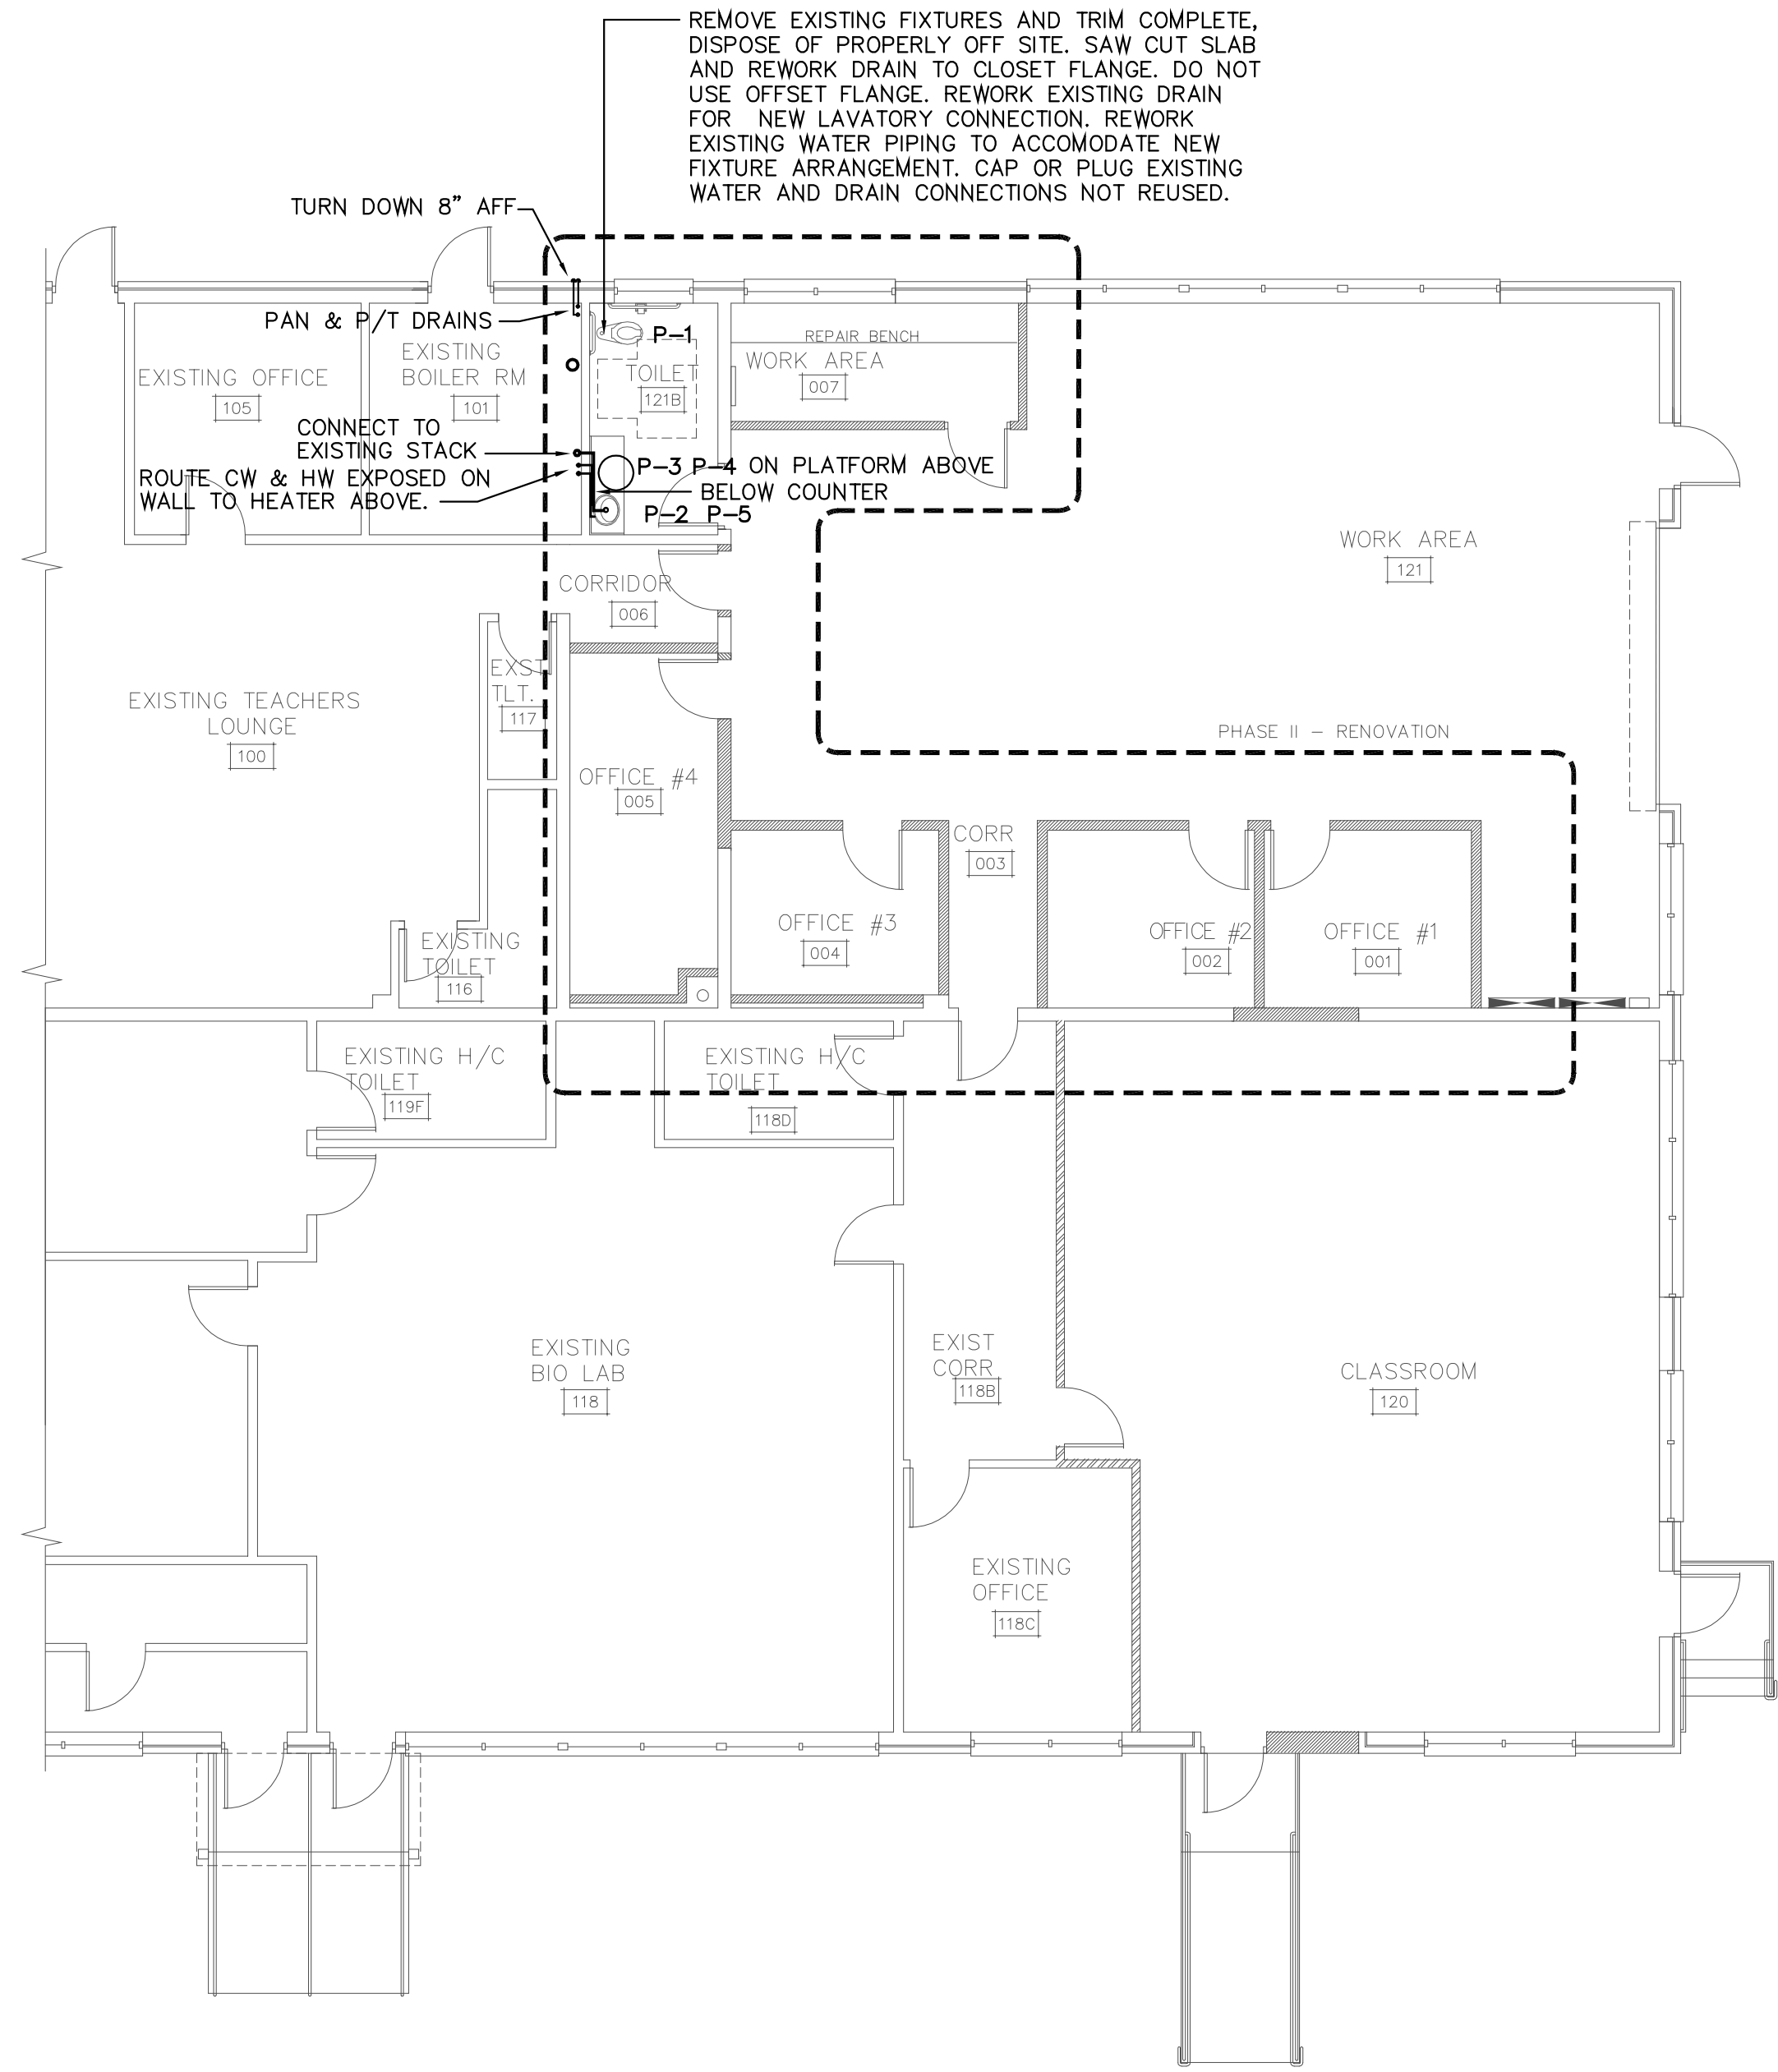 REMOVE EXISTING FIXTURES AND TRIM COMPLETE,
DISPOSE OF PROPERLY OFF SITE. SAW CUT SLAB
AND REWORK DRAIN TO CLOSET FLANGE. DO NOT
USE OFFSET FLANGE. REWORK EXISTING DRAIN
FOR NEW LAVATORY CONNECTION. REWORK
EXISTING WATER PIPING TO ACCOMODATE NEW
FIXTURE ARRANGEMENT. CAP OR PLUG EXISTING
WATER AND DRAIN CONNECTIONS NOT REUSED.
TURN DOWN 8" AFF
PAN & P/T DRAINS
P-1
REPAIR BENCH
WORK AREA
007
EXISTING
BOILER RM
101
EXISTING OFFICE
105
TOILET
121B
CONNECT TO
EXISTING STACK
ROUTE CW & HW EXPOSED ON
WALL TO HEATER ABOVE.
P-3 P-4 ON PLATFORM ABOVE
BELOW COUNTER
P-2 P-5
WORK AREA
121
CORRIDOR
006
EXST
TLT.
117
EXISTING TEACHERS
LOUNGE
100
PHASE II - RENOVATION
OFFICE #4
005
CORR
003
OFFICE #3
004
OFFICE #2
002
OFFICE #1
001
EXISTING
TOILET
116
EXISTING H/C
TOILET
119F
EXISTING H/C
TOILET
118D
EXISTING
BIO LAB
118
EXIST
CORR
118B
CLASSROOM
120
EXISTING
OFFICE
118C